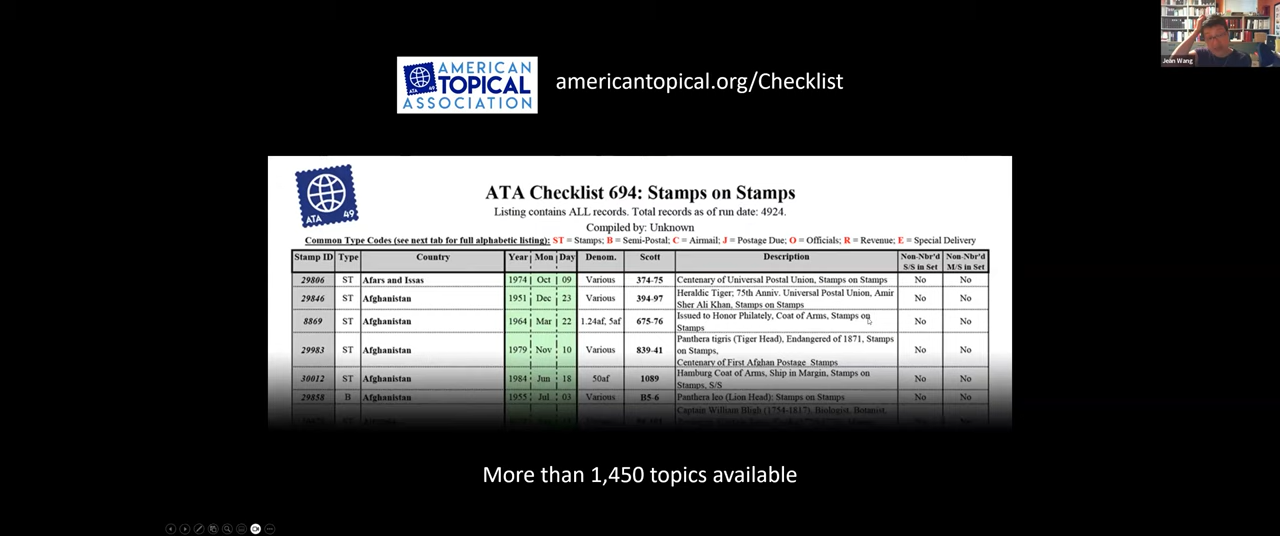 Jean Wang
AMERICAN
TOPICAL
ASSOCIATION
ATA 49
americantopical.org/Checklist
ATA 49
ATA Checklist 694: Stamps on Stamps
Listing contains ALL records. Total records as of run date: 4924.
Compiled by: Unknown
Common Type Codes (see next tab for full alphabetic listing): ST = Stamps; B = Semi-Postal; C = Airmail; J = Postage Due; O = Officials; R = Revenue; E = Special Delivery
Stamp ID Type Country Year Mon Day Denom. Scott Description Non-Nbr'd S/S in Set Non-Nbr'd M/S in Set
29806 ST Afars and Issas 1974 Oct 09 Various 374-75 Centenary of Universal Postal Union, Stamps on Stamps No No
29846 ST Afghanistan 1951 Dec 23 Various 394-97 Heraldic Tiger; 75th Anniv. Universal Postal Union, Amir
Sher Ali Khan, Stamps on Stamps No No
8869 ST Afghanistan 1964 Mar 22 1.24af, 5af 675-76 Issued to Honor Philately, Coat of Arms, Stamps on
Stamps No No
29983 ST Afghanistan 1979 Nov 10 Various 839-41 Panthera tigris (Tiger Head), Endangered of 1871, Stamps
on Stamps,
Centenary of First Afghan Postage Stamps No No
30012 ST Afghanistan 1984 Jun 18 50af 1089 Hamburg Coat of Arms, Ship in Margin, Stamps on
Stamps, S/S No No
29858 B Afghanistan 1955 Jul 03 Various B5-6 Panthera leo (Lion Head): Stamps on Stamps No No
Captain William Bligh (1754-1817), Biologist, Botanist,
More than 1,450 topics available